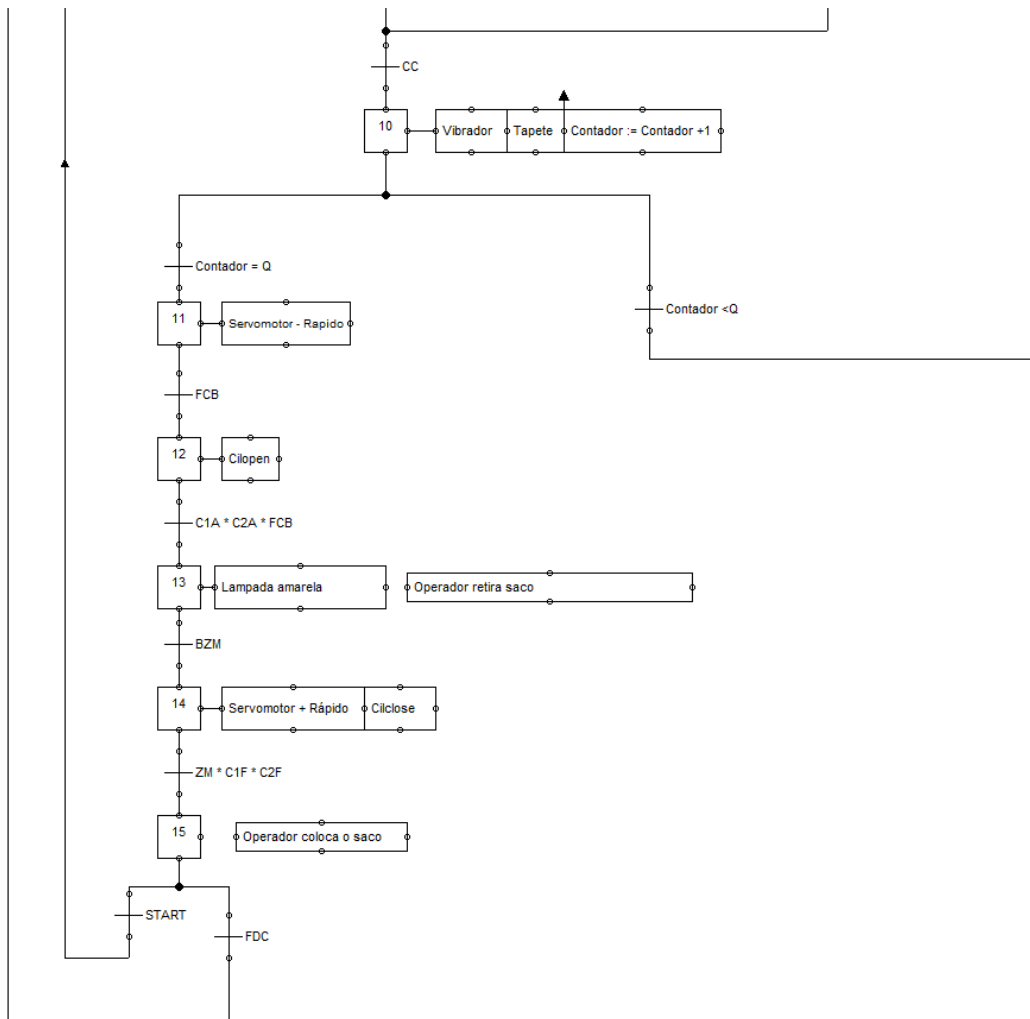 CC
10
Vibrador
Tapete
Contador := Contador +1
Contador = Q
Contador <Q
11
Servomotor - Rapido
FCB
12
Cilopen
C1A * C2A * FCB
13
Lampada amarela
Operador retira saco
BZM
14
Servomotor + Rápido
Cilclose
ZM * C1F * C2F
15
Operador coloca o saco
START
FDC